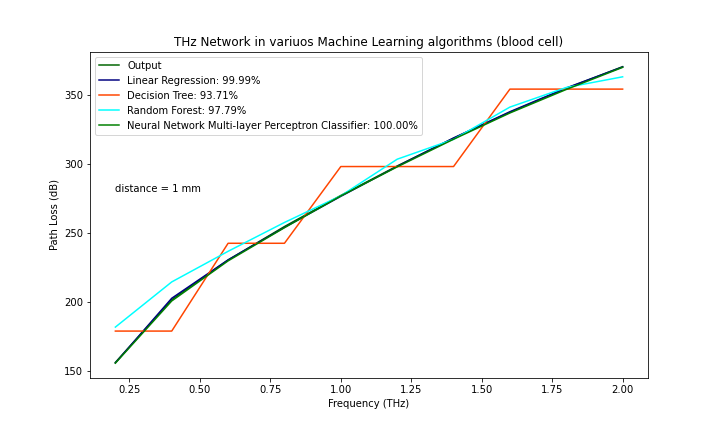 THz Network in variuos Machine Learning algorithms (blood cell)
Output
Linear Regression: 99.99%
Decision Tree: 93.71%
Random Forest: 97.79%
Neural Network Multi-layer Perceptron Classifier: 100.00%
distance = 1 mm
Path Loss (dB)
350
300
250
200
150
0.25 0.50 0.75 1.00 1.25 1.50 1.75 2.00
Frequency (THz)